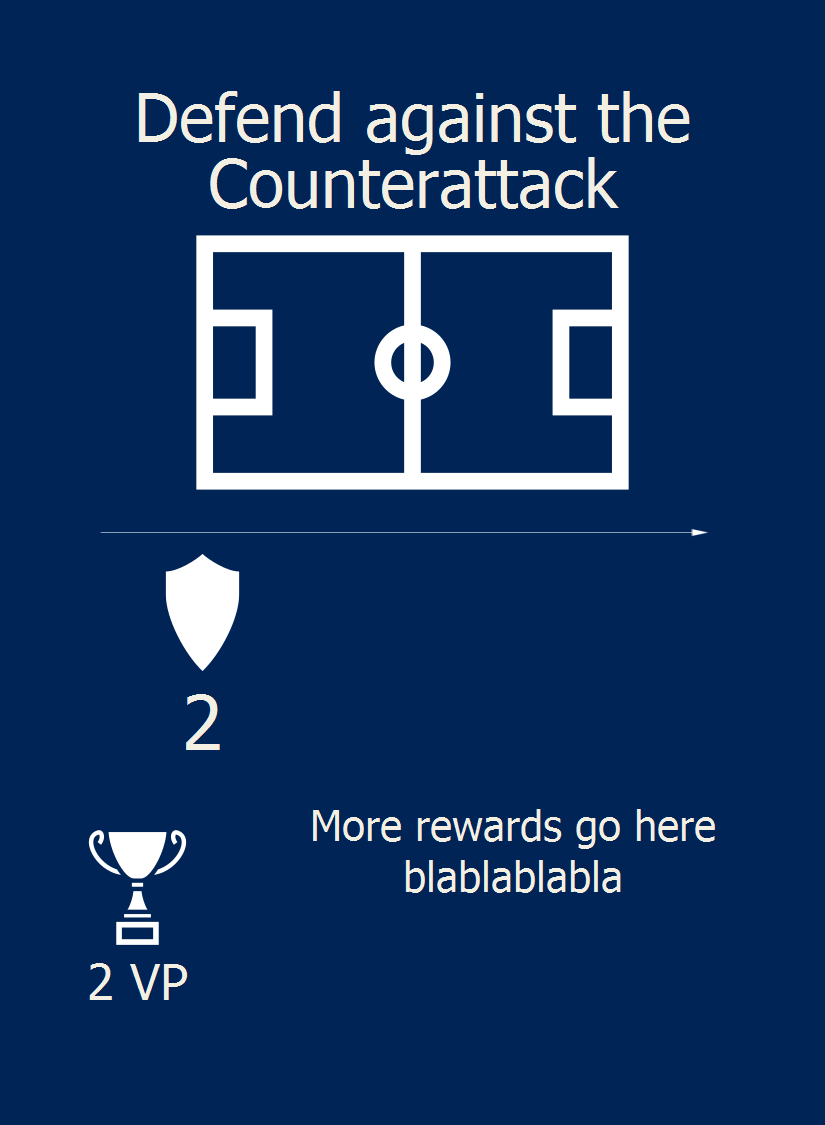 Defend against the
Counterattack
2
More rewards go here
blablablabla
2 VP